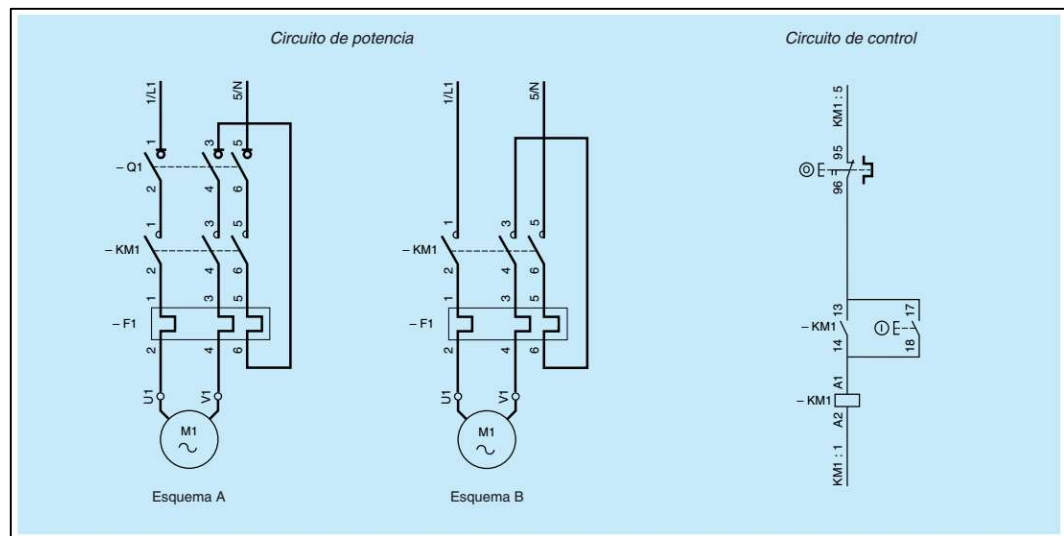 Circuito de potencia
Circuito de control
1/L1
5/N
1/L1
5/N
KM1 : 5
1
3
5
– Q1
2
4
6
95
O
96
1
3
5
– KM1
2
4
6
1
3
5
– KM1
2
4
6
1
3
5
– F1
2
4
6
1
3
5
– F1
2
4
6
13
17
– KM1
I
14
18
A1
– KM1
A2
U1
V1
U1
V1
M1
M1
KM1 : 1
Esquema A
Esquema B